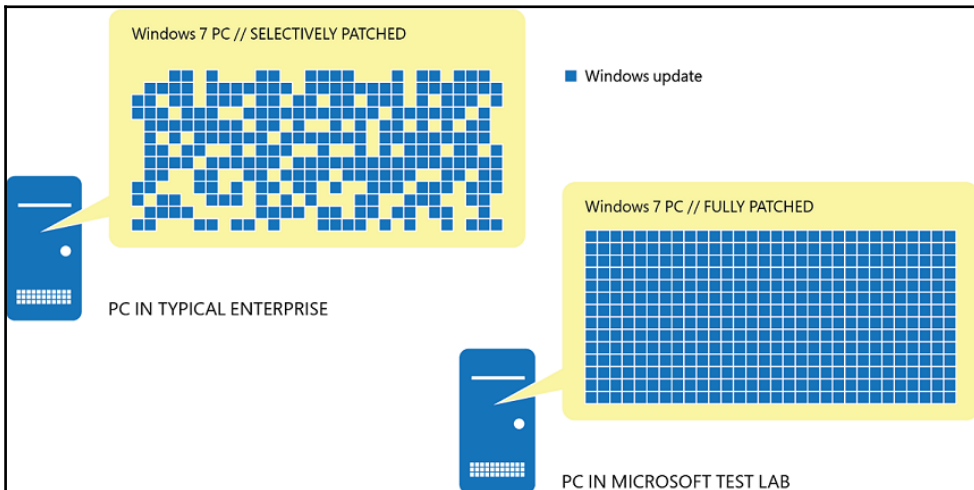 Windows 7 PC // SELECTIVELY PATCHED
Windows update
Windows 7 PC // FULLY PATCHED
PC IN TYPICAL ENTERPRISE
PC IN MICROSOFT TEST LAB